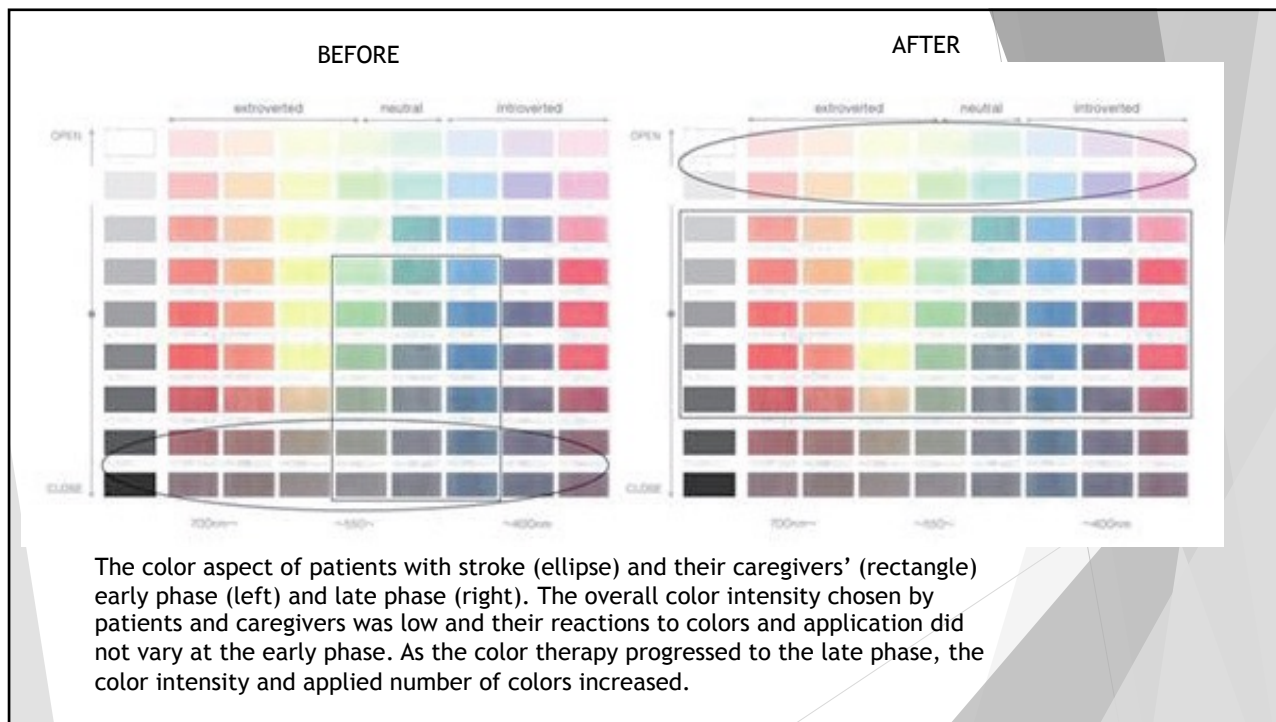 BEFORE
AFTER
extroverted neutral introverted
extroverted neutral introverted
OPEN
OPEN
CLOSE
CLOSE
700nm~ ~550~ ~400nm
700nm~ ~550~ ~400nm
The color aspect of patients with stroke (ellipse) and their caregivers’ (rectangle)
early phase (left) and late phase (right). The overall color intensity chosen by
patients and caregivers was low and their reactions to colors and application did
not vary at the early phase. As the color therapy progressed to the late phase, the
color intensity and applied number of colors increased.